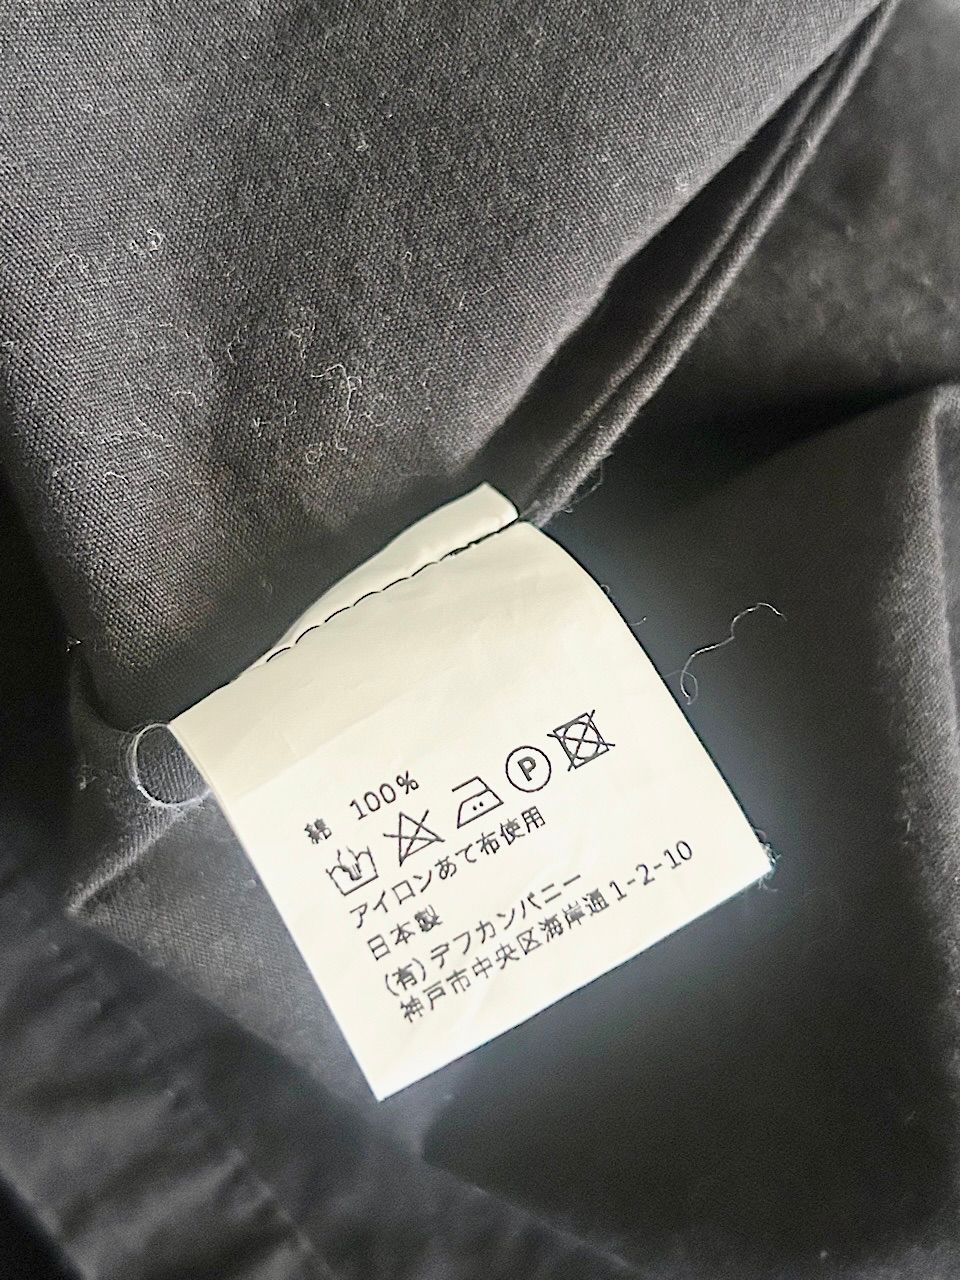 綿 100%
P
アイロンあて布使用
日本製
(有)デフカンパニー
神戸市中央区海岸通1-2-10